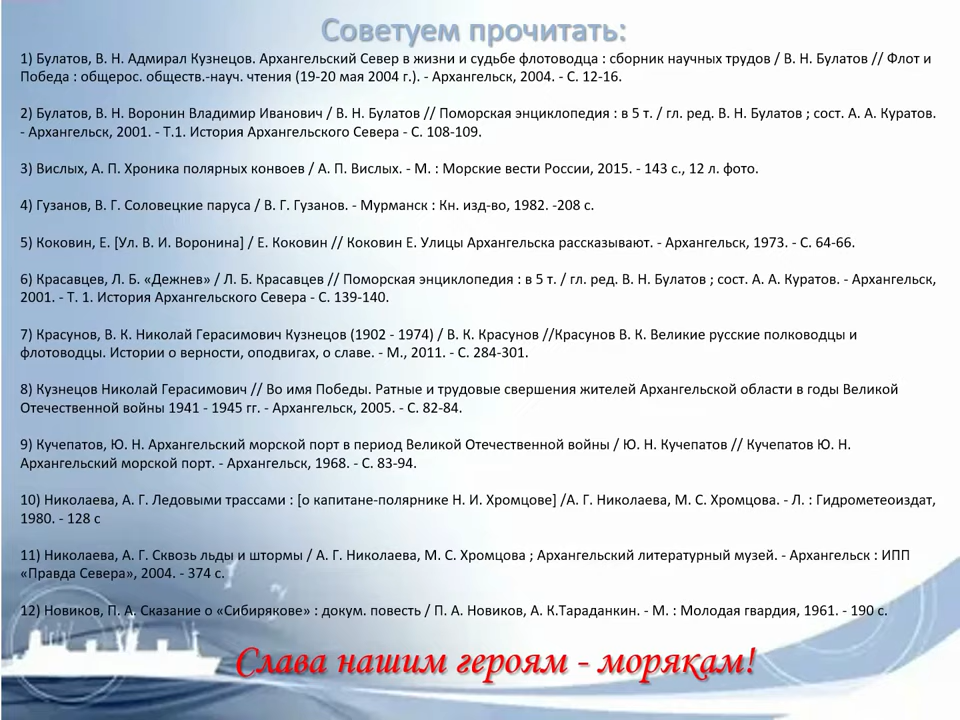 Советуем прочитать:
1) Булатов, В. Н. Адмирал Кузнецов. Архангельский Север в жизни и судьбе флотоводца : сборник научных трудов / В. Н. Булатов // Флот и
Победа : общерос. обществ.-науч. чтения (19-20 мая 2004 г.). - Архангельск, 2004. - С. 12-16.
2) Булатов, В. Н. Воронин Владимир Иванович / В. Н. Булатов // Поморская энциклопедия : в 5 т. / гл. ред. В. Н. Булатов ; сост. А. А. Куратов.
- Архангельск, 2001. - Т.1. История Архангельского Севера - С. 108-109.
3) Вислых, А. П. Хроника полярных конвоев / А. П. Вислых. - М. : Морские вести России, 2015. - 143 с., 12 л. фото.
4) Гузанов, В. Г. Соловецкие паруса / В. Г. Гузанов. - Мурманск : Кн. изд-во, 1982. -208 с.
5) Коковин, Е. [Ул. В. И. Воронина] / Е. Коковин // Коковин Е. Улицы Архангельска рассказывают. - Архангельск, 1973. - С. 64-66.
6) Красавцев, Л. Б. «Дежнев» / Л. Б. Красавцев // Поморская энциклопедия : в 5 т. / гл. ред. В. Н. Булатов ; сост. А. А. Куратов. - Архангельск,
2001. - Т. 1. История Архангельского Севера - С. 139-140.
7) Красунов, В. К. Николай Герасимович Кузнецов (1902 - 1974) / В. К. Красунов //Красунов В. К. Великие русские полководцы и
флотоводцы. Истории о верности, оподвигах, о славе. - М., 2011. - С. 284-301.
8) Кузнецов Николай Герасимович // Во имя Победы. Ратные и трудовые свершения жителей Архангельской области в годы Великой
Отечественной войны 1941 - 1945 гг. - Архангельск, 2005. - С. 82-84.
9) Кучепатов, Ю. Н. Архангельский морской порт в период Великой Отечественной войны / Ю. Н. Кучепатов // Кучепатов Ю. Н.
Архангельский морской порт. - Архангельск, 1968. - С. 83-94.
10) Николаева, А. Г. Ледовыми трассами : [о капитане-полярнике Н. И. Хромцове] /А. Г. Николаева, М. С. Хромцова. - Л. : Гидрометеоиздат,
1980. - 128 с
11) Николаева, А. Г. Сквозь льды и штормы / А. Г. Николаева, М. С. Хромцова ; Архангельский литературный музей. - Архангельск : ИПП
«Правда Севера», 2004. - 374 с.
12) Новиков, П. А. Сказание о «Сибирякове» : докум. повесть / П. А. Новиков, А. К.Тараданкин. - М. : Молодая гвардия, 1961. - 190 с.
Слава нашим героям - морякам!